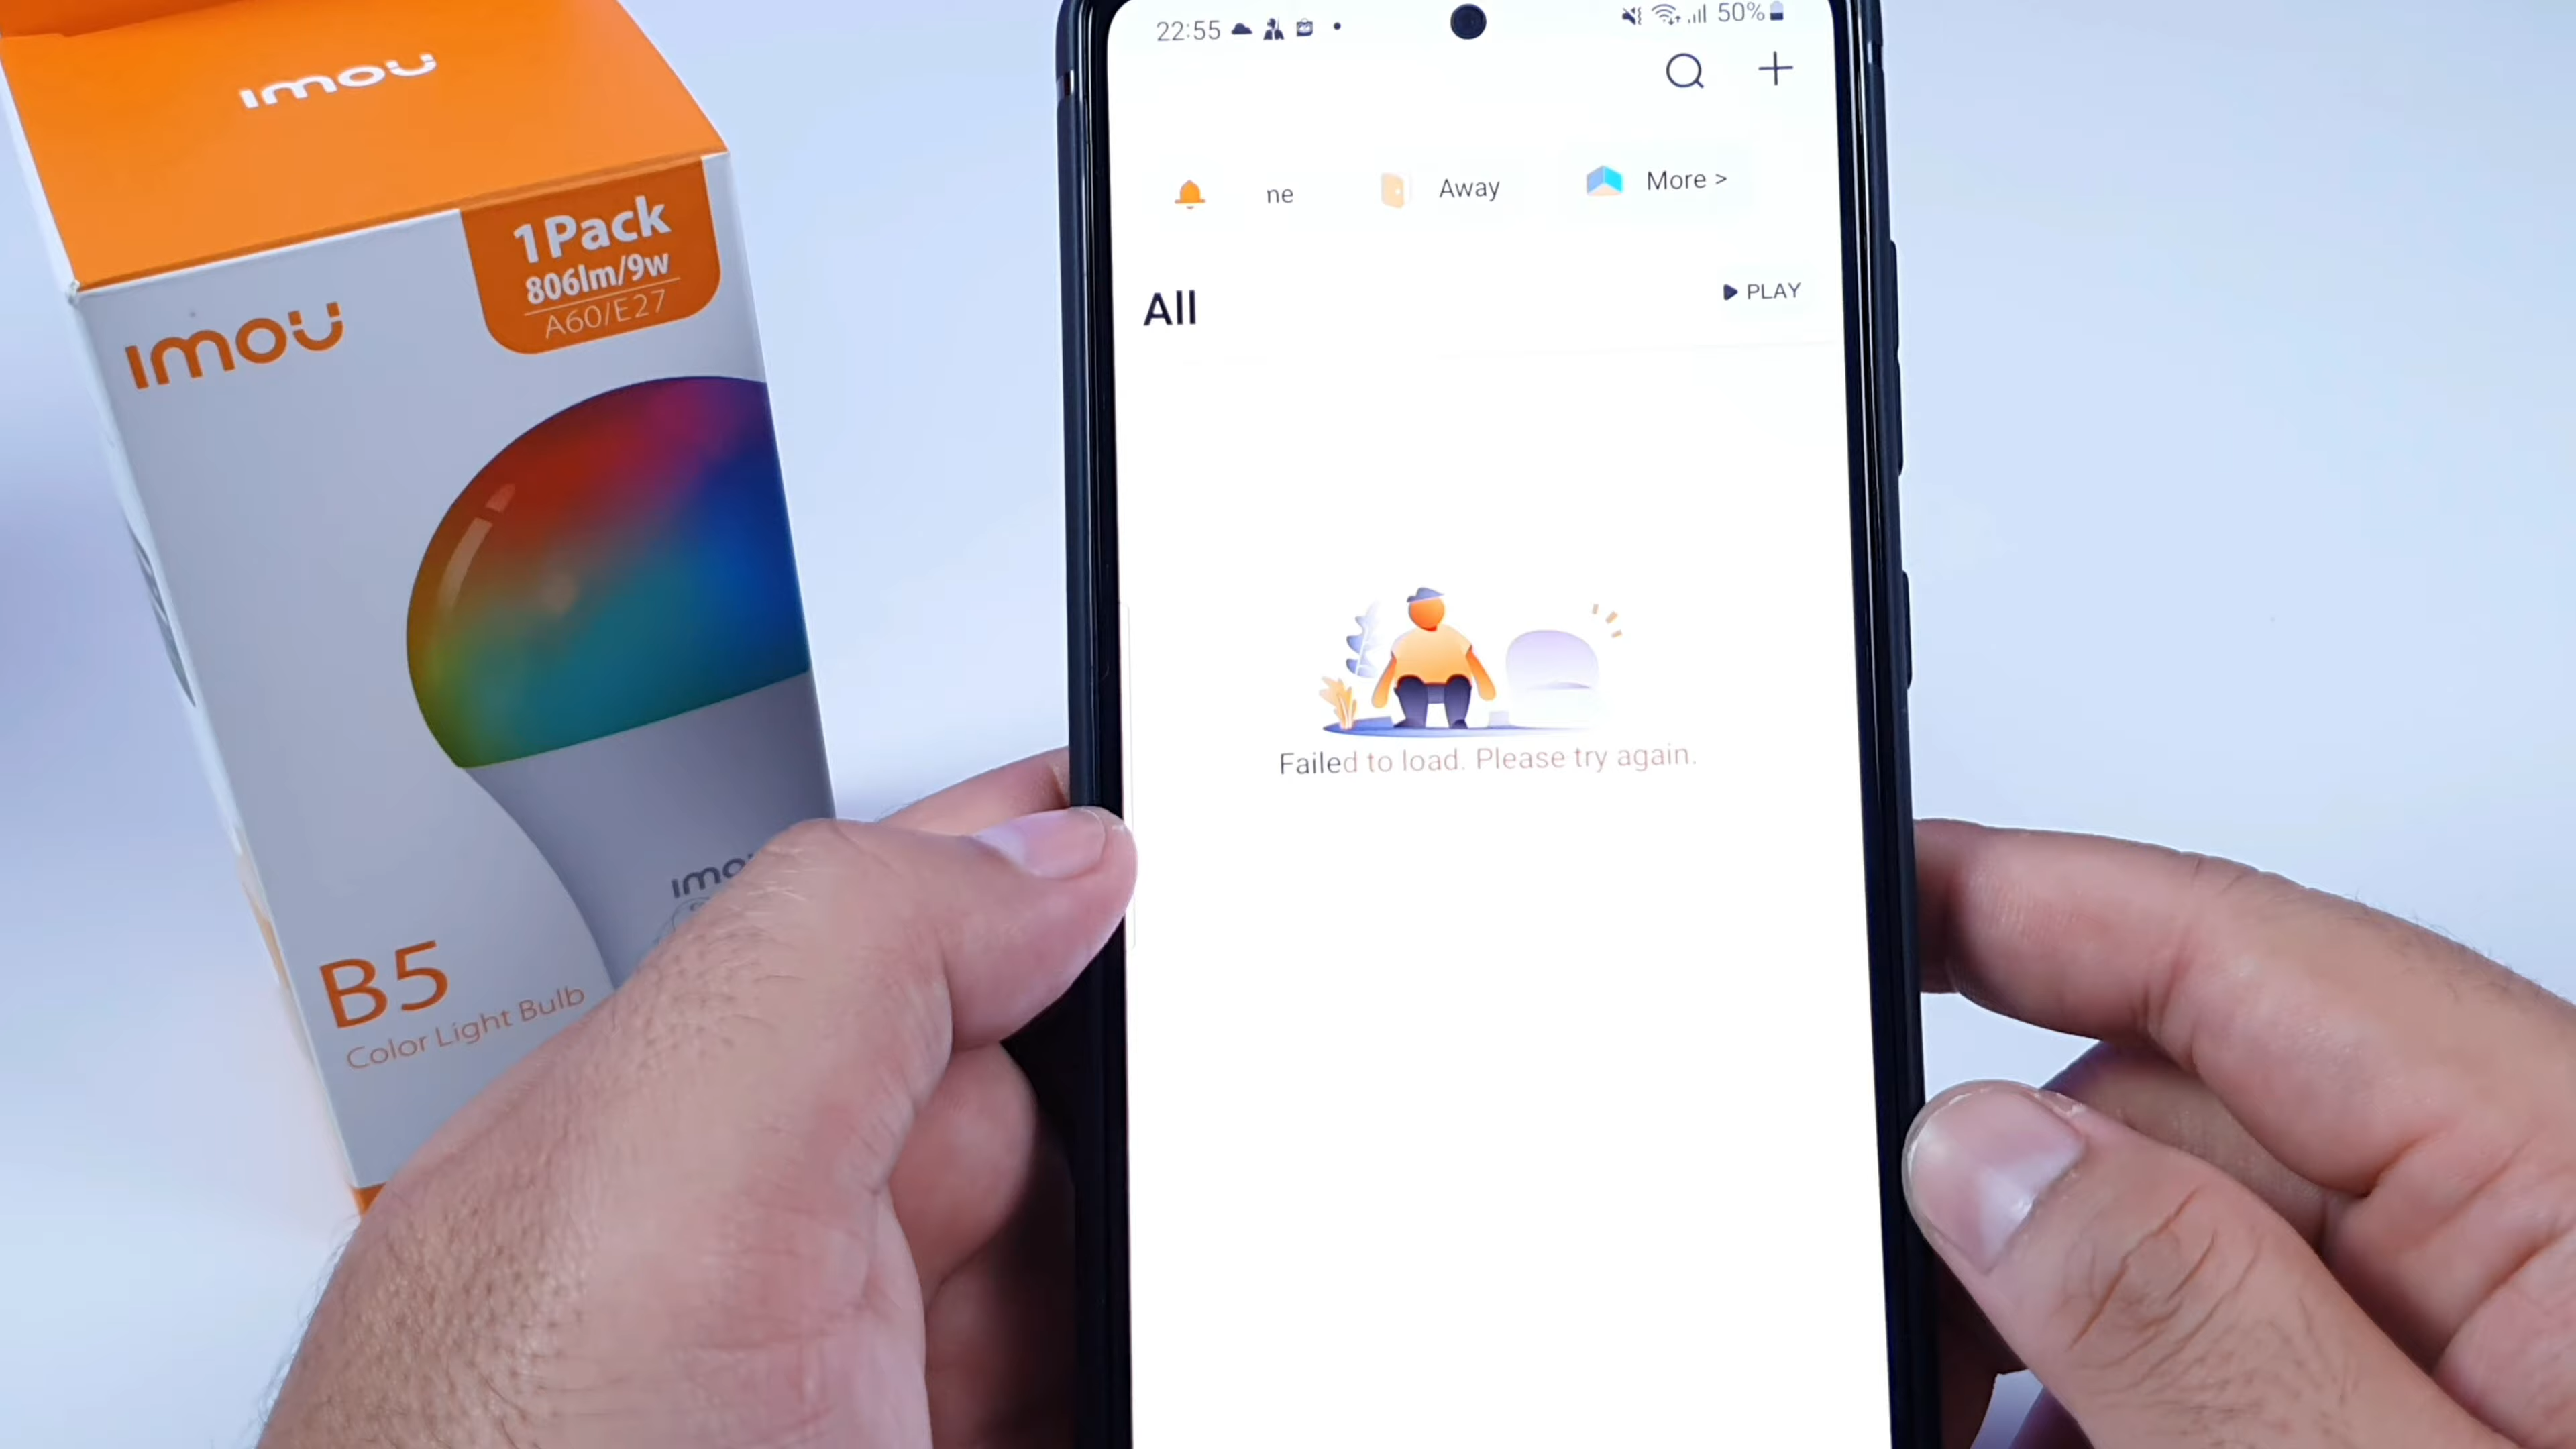 imou
1Pack
806lm/9w
A60/E27
imou
imo
B5
Color Light Bulb
22:55
50%
ne
Away
More >
All
PLAY
Failed to load. Please try again.